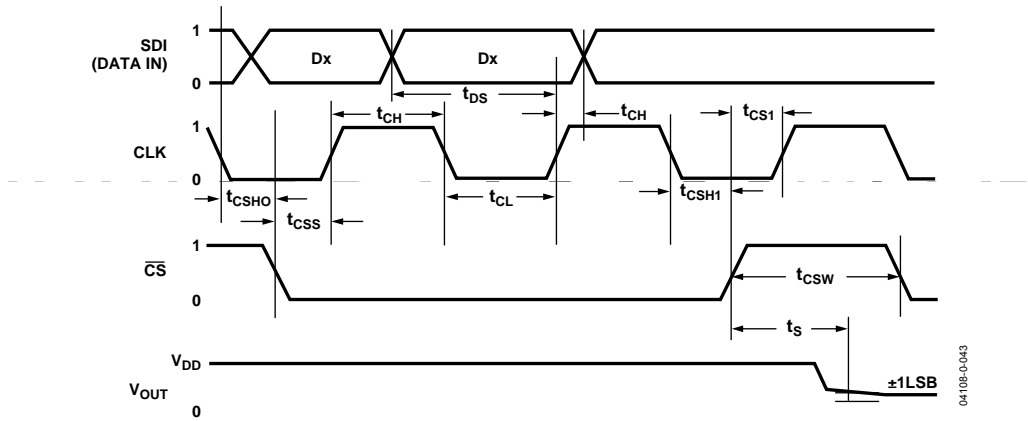 SDI
(DATA IN)
1
0
Dx
Dx
tDS
CLK
1
0
tCH
tCH
tCS1
tCSHO
tCSS
tCL
tCSH1
CS
1
0
tCSW
tS
VDD
VOUT
0
±1LSB
04108-0-043